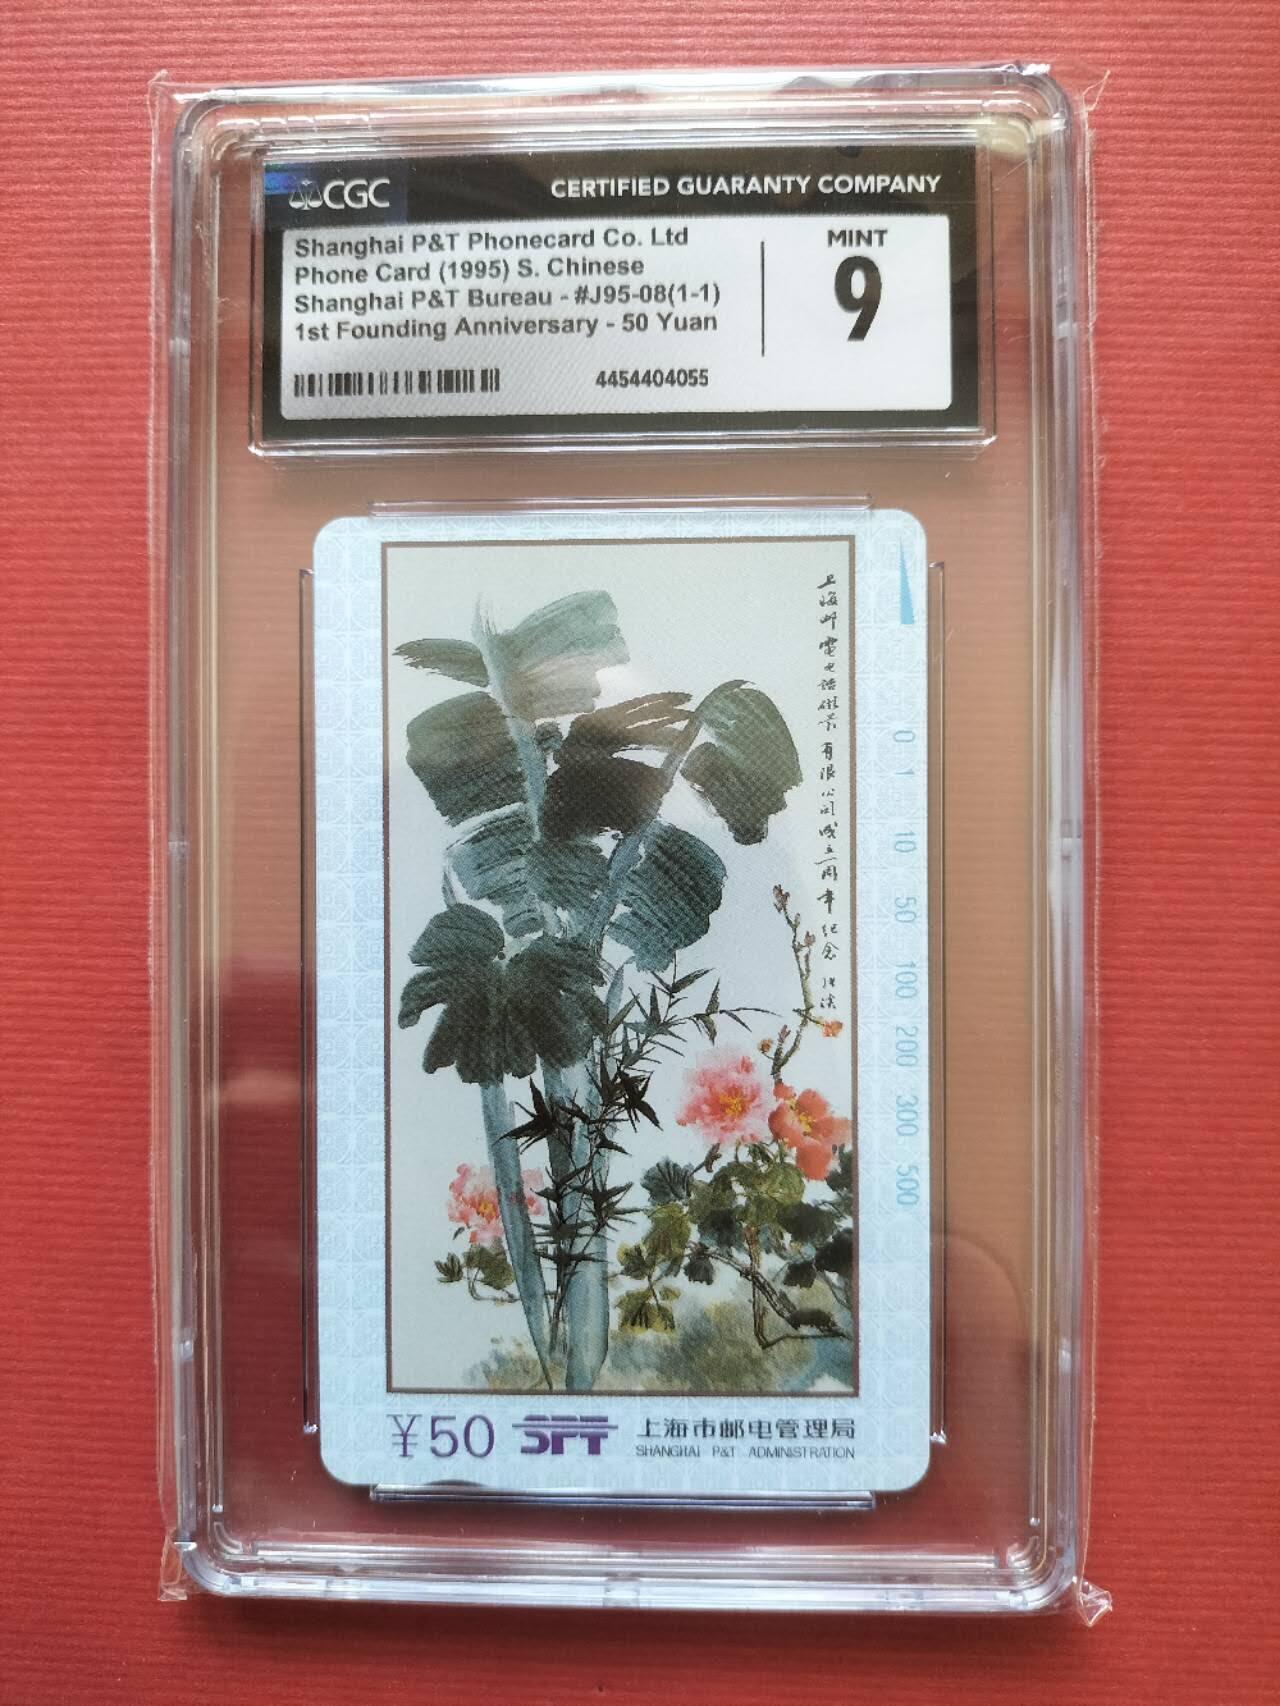 CGC
CERTIFIED GUARANTY COMPANY
Shanghai P&T Phonecard Co. Ltd
Phone Card (1995) S. Chinese
Shanghai P&T Bureau - #J95-08(1-1)
1st Founding Anniversary - 50 Yuan
4454404055
MINT
9
上海邮電电话磁卡有限公司成立一周年纪念
0 1 10 50 100 200 300 500
¥50 SPT 上海市邮电管理局
SHANGHAI P&T ADMINISTRATION